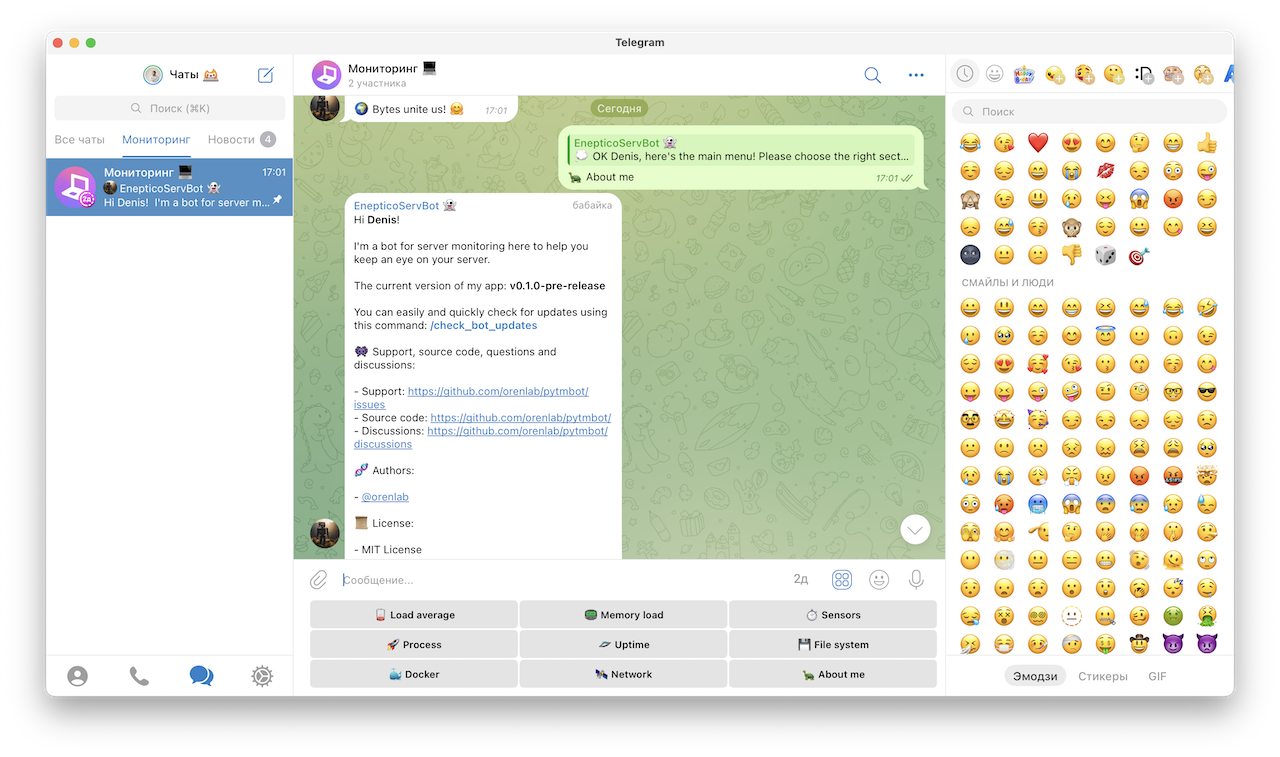 Telegram
Чаты
Поиск (⌘K)
Все чаты
Мониторинг
Новости 4
Мониторинг
17:01
EnepticoServBot
Hi Denis! I'm a bot for server m...
Мониторинг
2 участника
Bytes unite us!
17:01
Сегодня
EnepticoServBot
OK Denis, here's the main menu! Please choose the right sect...
About me
17:01
EnepticoServBot
бабайка
Hi Denis!
I'm a bot for server monitoring here to help you
keep an eye on your server.
The current version of my app: v0.1.0-pre-release
You can easily and quickly check for updates using
this command: /check_bot_updates
Support, source code, questions and
discussions:
- Support: https://github.com/orenlab/pytmbot/
issues
- Source code: https://github.com/orenlab/pytmbot/
- Discussions: https://github.com/orenlab/pytmbot/
discussions
Authors:
- @orenlab
License:
- MIT License
Сообщение...
2д
Load average
Memory load
Sensors
Process
Uptime
File system
Docker
Network
About me
Поиск
СМАЙЛЫ И ЛЮДИ
Эмодзи
Стикеры
GIF